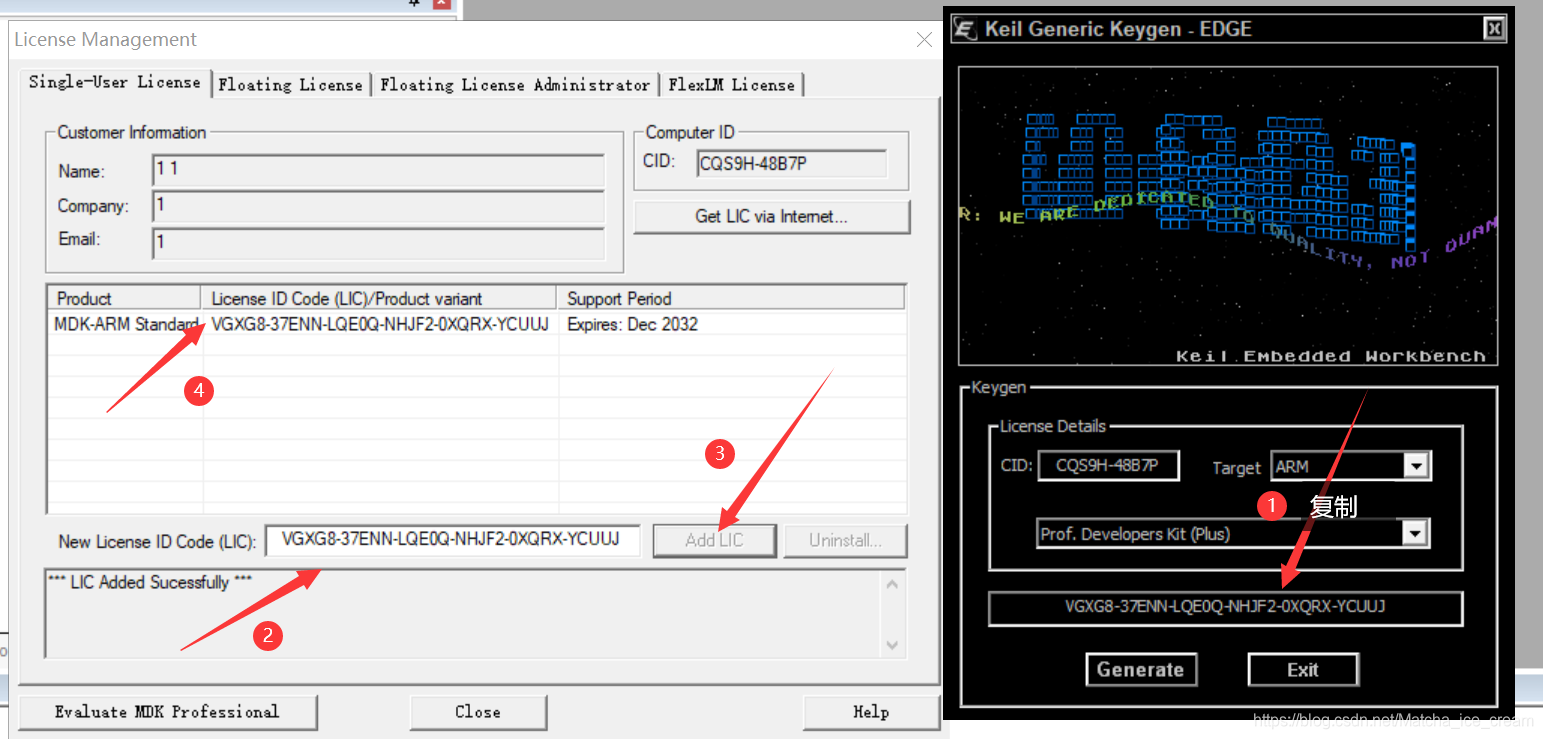 License Management
Single-User License
Floating License
Floating License Administrator
FlexLM License
Customer Information
Name:
1 1
Company:
1
Email:
1
Computer ID
CID:
CQS9H-48B7P
Get LIC via Internet...
Product
License ID Code (LIC)/Product variant
Support Period
MDK-ARM Standard
VGXG8-37ENN-LQE0Q-NHJF2-0XQRX-YCUUJ
Expires: Dec 2032
4
3
New License ID Code (LIC):
VGXG8-37ENN-LQE0Q-NHJF2-0XQRX-YCUUJ
Add LIC
Uninstall...
*** LIC Added Sucessfully ***
2
Evaluate MDK Professional
Close
Help
Keil Generic Keygen - EDGE
R: WE ARE DEDICATED TO QUALITY, NOT QUAN
Keil Embedded Workbench
Keygen
License Details
CID:
CQS9H-48B7P
Target
ARM
1
复制
Prof. Developers Kit (Plus)
VGXG8-37ENN-LQE0Q-NHJF2-0XQRX-YCUUJ
Generate
Exit
https://blog.csdn.net/Matcha_ice_cream